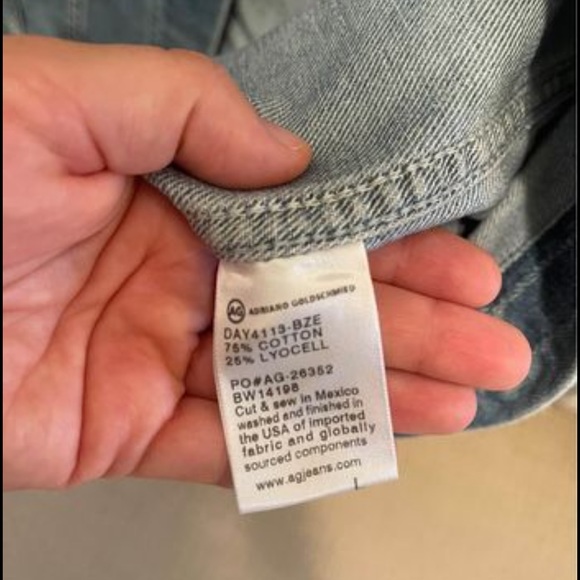 AG ADRIANO GOLDSCHMIED
DAY4113-BZE
75% COTTON
25% LYOCELL
PO#AG-26352
BW14198
Cut & sew in Mexico
washed and finished in
the USA of imported
fabric and globally
sourced components
www.agjeans.com